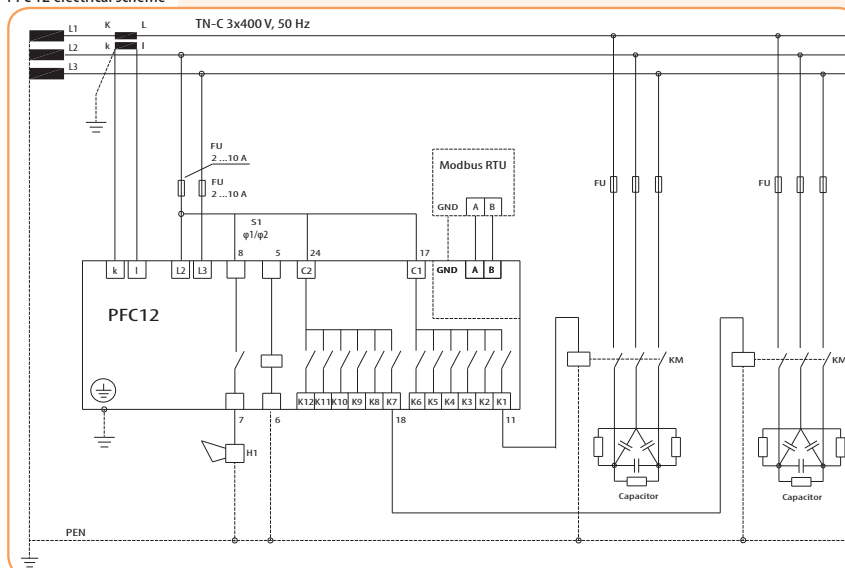 PFC 12 electrical scheme
TN-C 3x400 V, 50 Hz
L1
K
L
L2
k
l
L3
FU
2 ...10 A
FU
2 ...10 A
Modbus RTU
GND A B
FU
FU
S1
φ1/φ2
8 5 24 17
k l L2 L3 C2 C1 GND A B
PFC12
KM
KM
K12 K11 K10 K9 K8 K7 K6 K5 K4 K3 K2 K1
7 6 18 11
H1
Capacitor
Capacitor
PEN